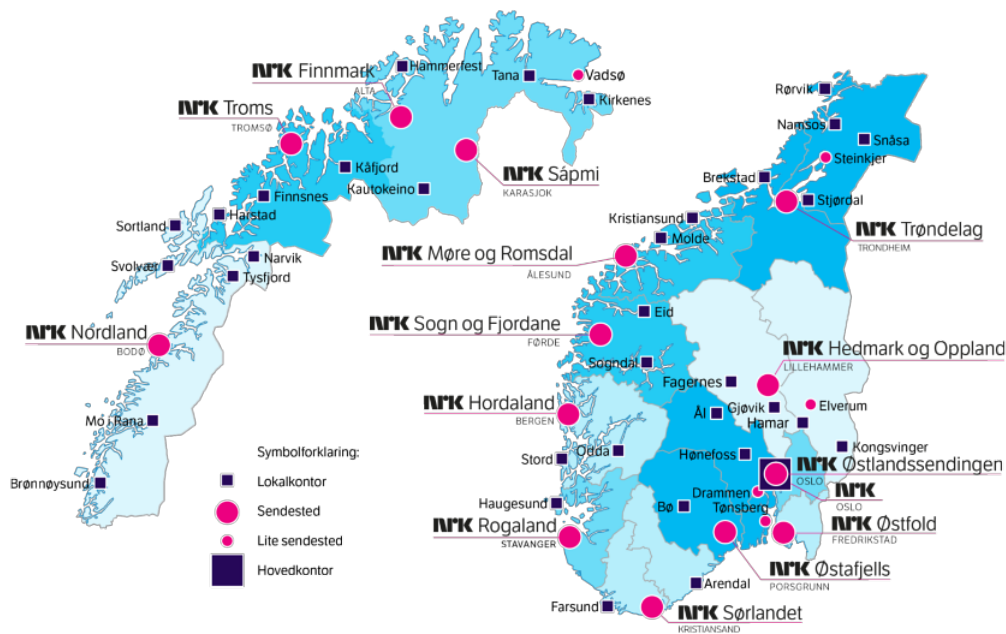 NRK Finnmark
ALTA
Hammerfest
Tana
Vadsø
Kirkenes
NRK Troms
TROMSØ
Kåfjord
NRK Sápmi
KARASJOK
Kautokeino
Finnsnes
Harstad
Sortland
Narvik
Svolvær
Tysfjord
NRK Nordland
BODØ
Mo i Rana
Brønnøysund
Symbolforklaring:
Lokalkontor
Sendested
Lite sendested
Hovedkontor
Rørvik
Namsos
Snåsa
Steinkjer
Brekstad
Stjørdal
Kristiansund
NRK Trøndelag
TRONDHEIM
Molde
NRK Møre og Romsdal
ÅLESUND
Eid
NRK Sogn og Fjordane
FØRDE
NRK Hedmark og Oppland
LILLEHAMMER
Sogndal
Fagernes
NRK Hordaland
BERGEN
Ål
Gjøvik
Elverum
Hamar
Stord
Odda
Hønefoss
Kongsvinger
NRK Østlandssendingen
OSLO
NRK
OSLO
Drammen
Haugesund
Bø
Tønsberg
NRK Rogaland
STAVANGER
NRK Østfold
FREDRIKSTAD
NRK Østafjells
PORSGRUNN
Arendal
Farsund
NRK Sørlandet
KRISTIANSAND